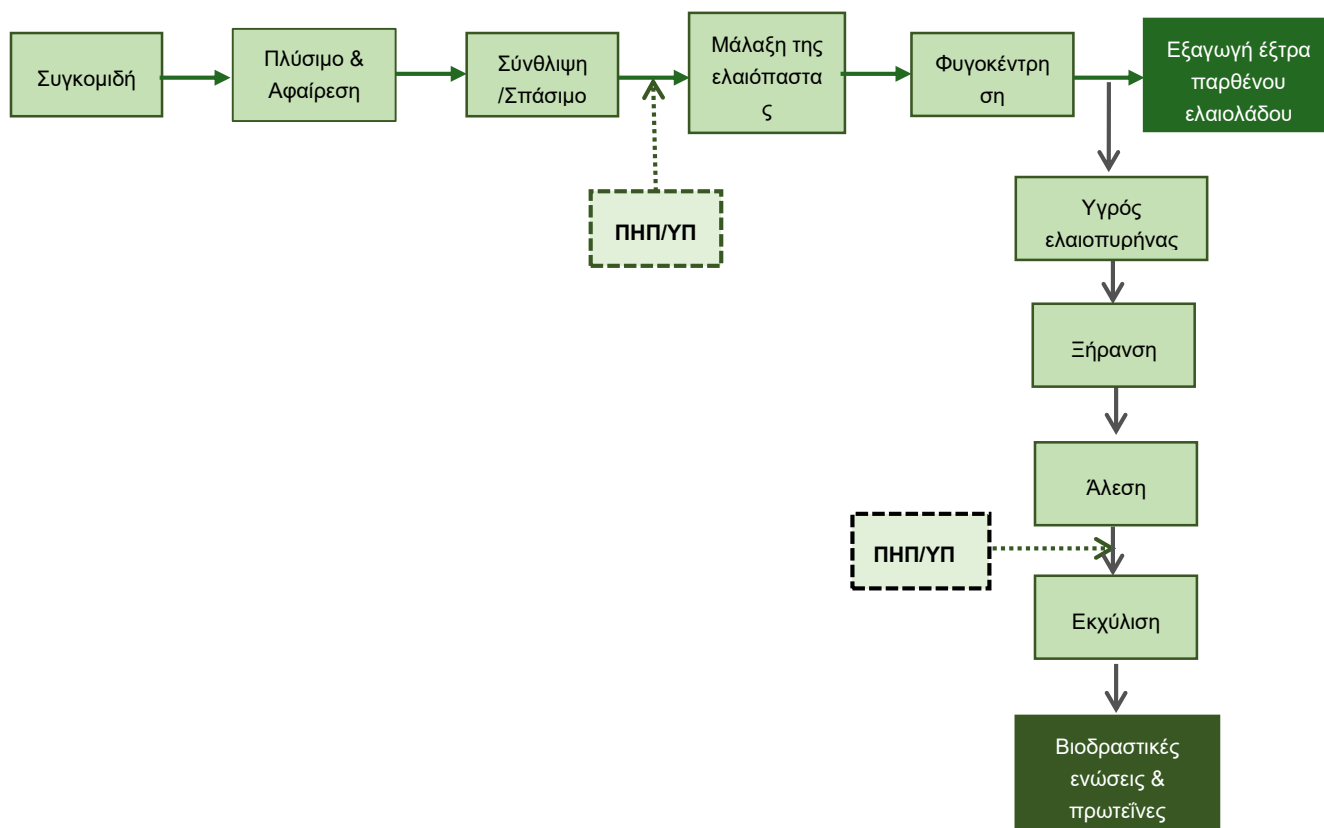 Συγκομιδή
Πλύσιμο &
Αφαίρεση
Σύνθλιψη
/Σπάσιμο
Μάλαξη της
ελαιόπαστα
ς
Φυγοκέντρη
ση
Εξαγωγή έξτρα
παρθένου
ελαιολάδου
ΠΗΠ/ΥΠ
Υγρός
ελαιοπυρήνας
Ξήρανση
Άλεση
ΠΗΠ/ΥΠ
Εκχύλιση
Βιοδραστικές
ενώσεις &
πρωτεΐνες